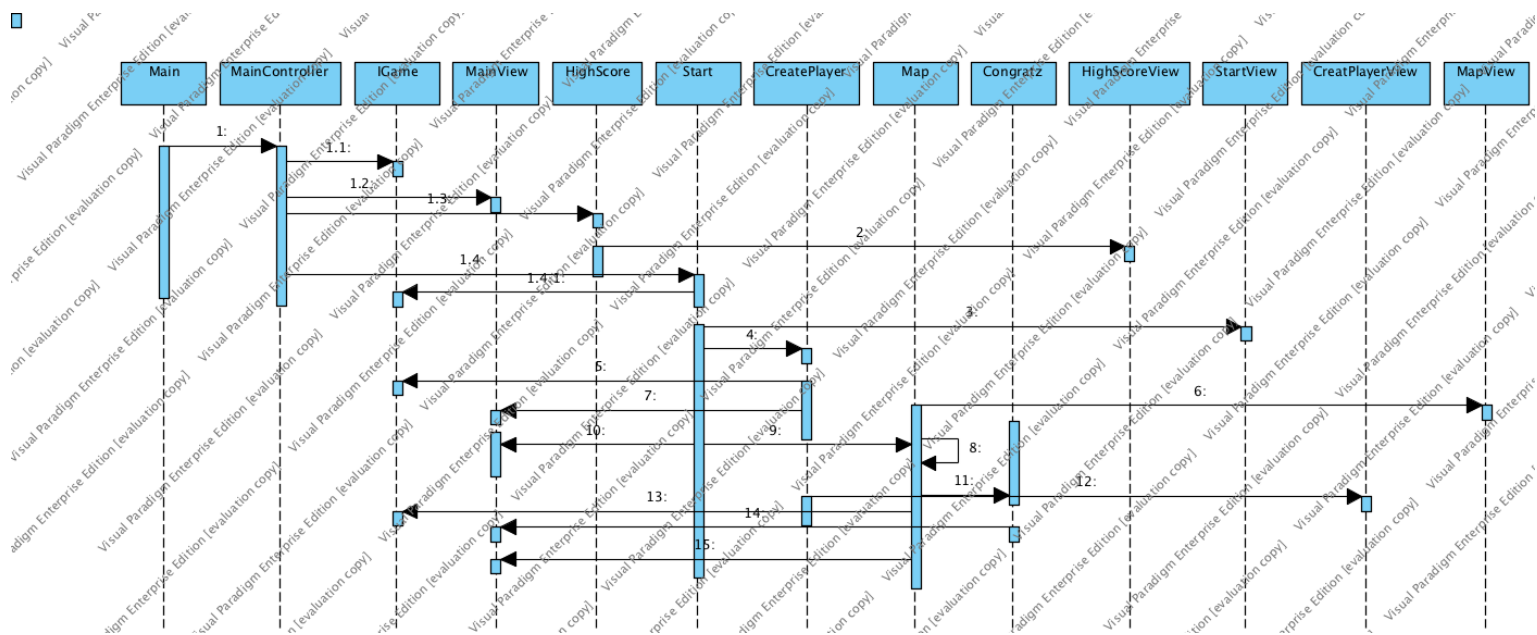 Main
MainController
IGame
MainView
HighScore
Start
CreatePlayer
Map
Congratz
HighScoreView
StartView
CreatPlayerView
MapView
1:
1.1:
1.2:
1.3:
2:
1.4:
1.4.1:
3:
4:
5:
6:
7:
10:
9:
8:
11:
12:
13:
14:
15:
Visual Paradigm Enterprise Edition [evaluation copy]